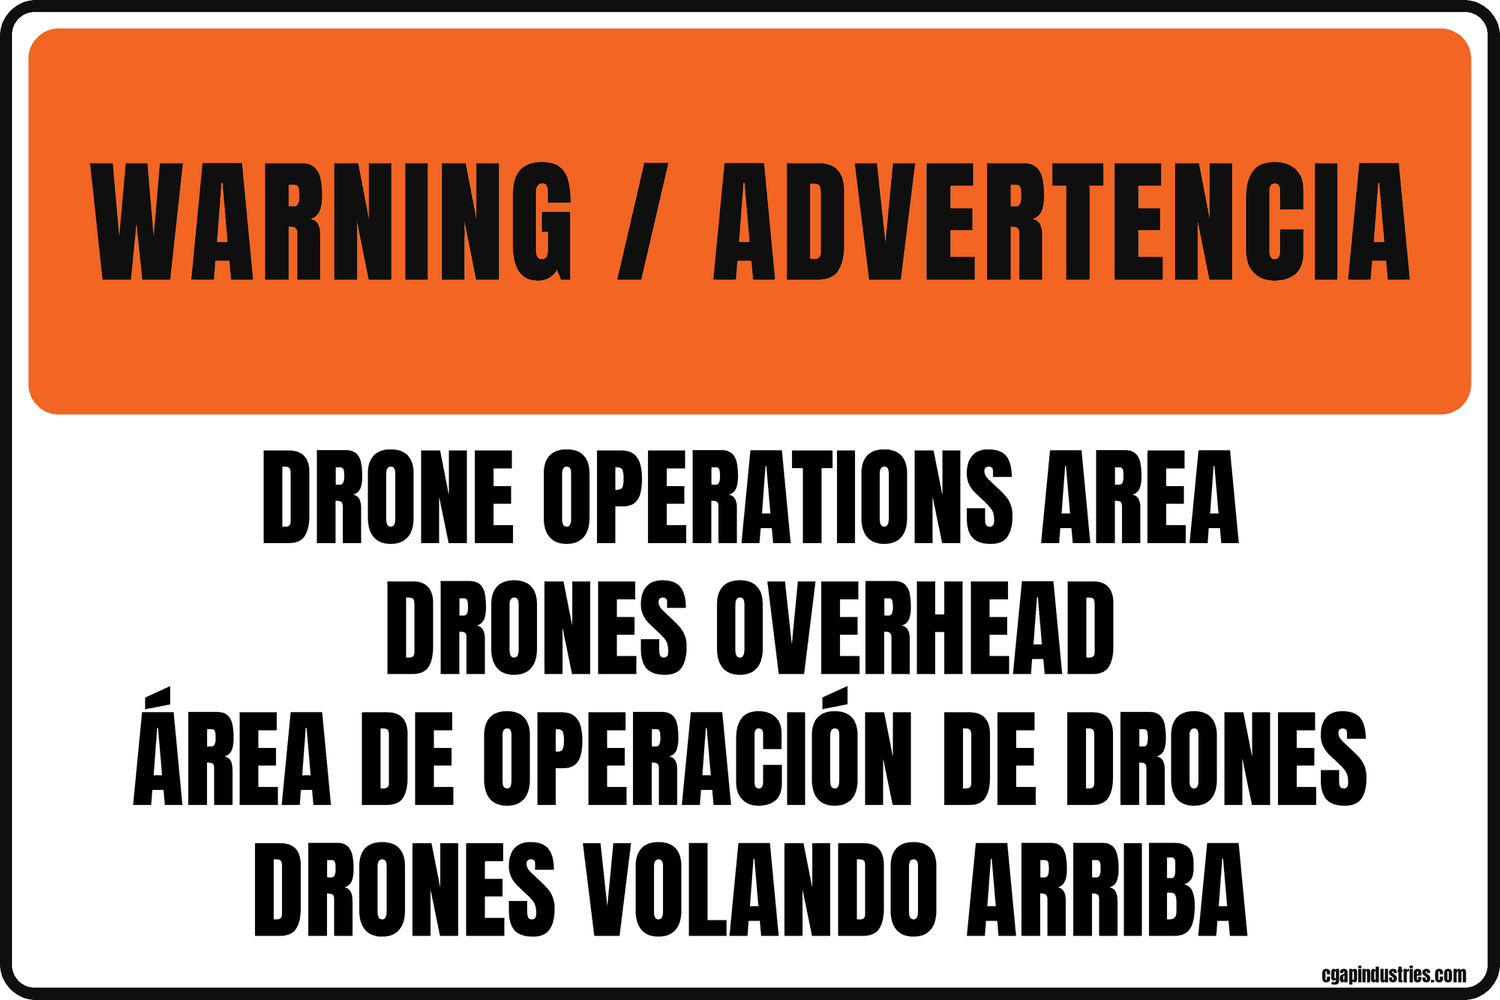 WARNING / ADVERTENCIA
DRONE OPERATIONS AREA
DRONES OVERHEAD
ÁREA DE OPERACIÓN DE DRONES
DRONES VOLANDO ARRIBA
cgapindustries.com